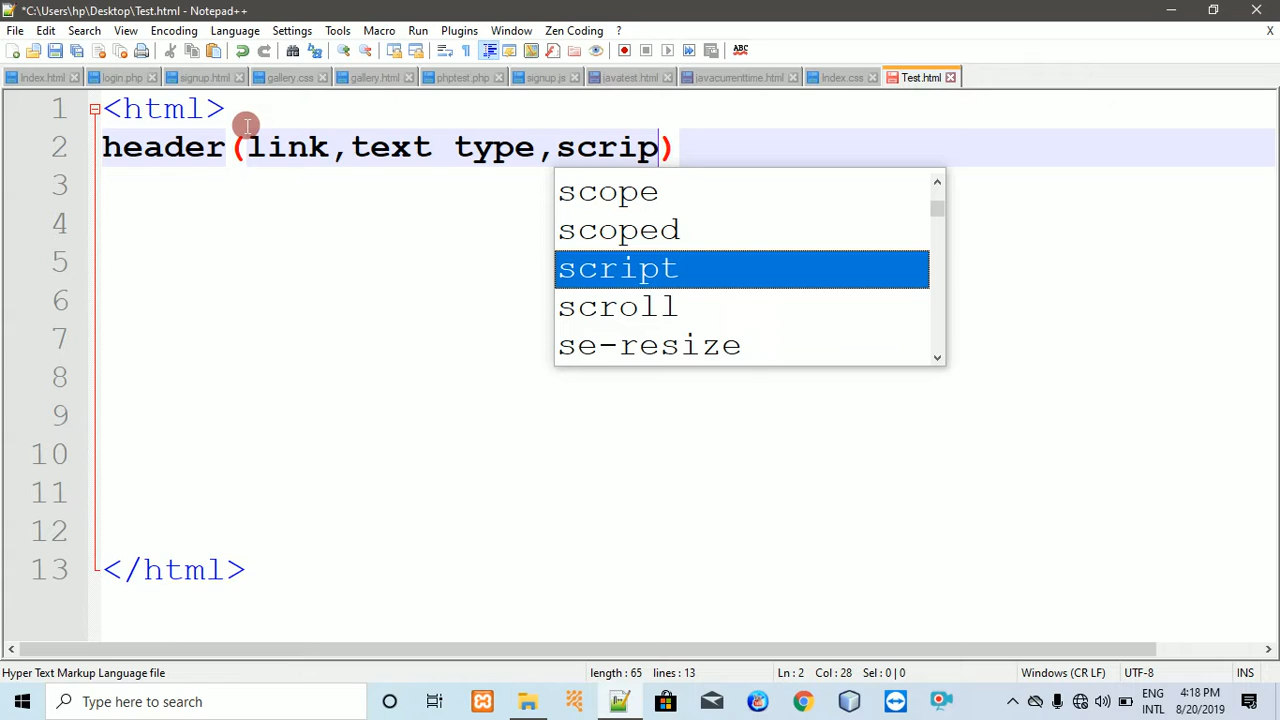 *C:\Users\hp\Desktop\Test.html - Notepad++
File Edit Search View Encoding Language Settings Tools Macro Run Plugins Window Zen Coding ? X
Index.html login.php signup.html gallery.css gallery.html phptest.php signup.js javatest.html javacurrenttime.html Index.css Test.html
1 <html>
2 header(link,text type,scrip)
3
scope
4
scoped
5
script
6
scroll
7
se-resize
8
9
10
11
12
13 </html>
Hyper Text Markup Language file length: 65 lines: 13 Ln: 2 Col: 28 Sel: 0 | 0 Windows (CR LF) UTF-8 INS
Type here to search ENG 4:18 PM
INTL 8/20/2019